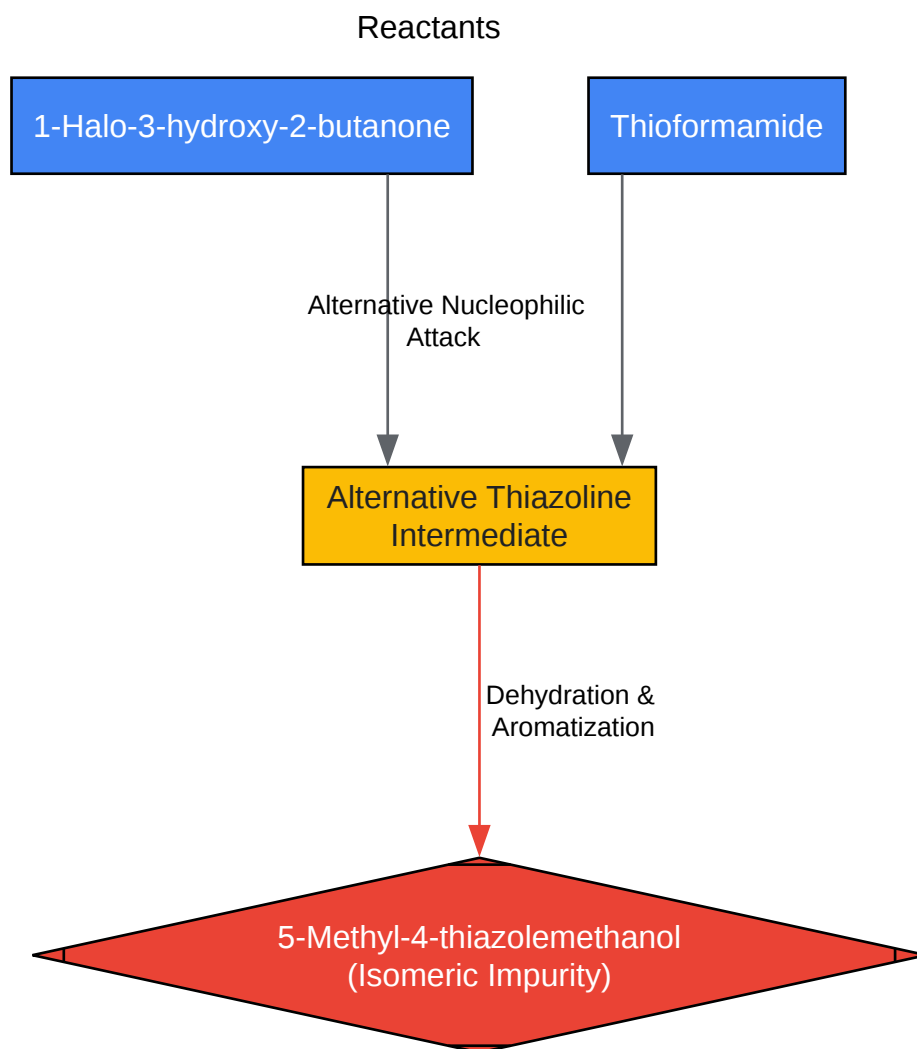 Reactants
1-Halo-3-hydroxy-2-butanone
Thioformamide
Alternative Nucleophilic
Attack
Alternative Thiazoline
Intermediate
Dehydration &
Aromatization
5-Methyl-4-thiazolemethanol
(Isomeric Impurity)